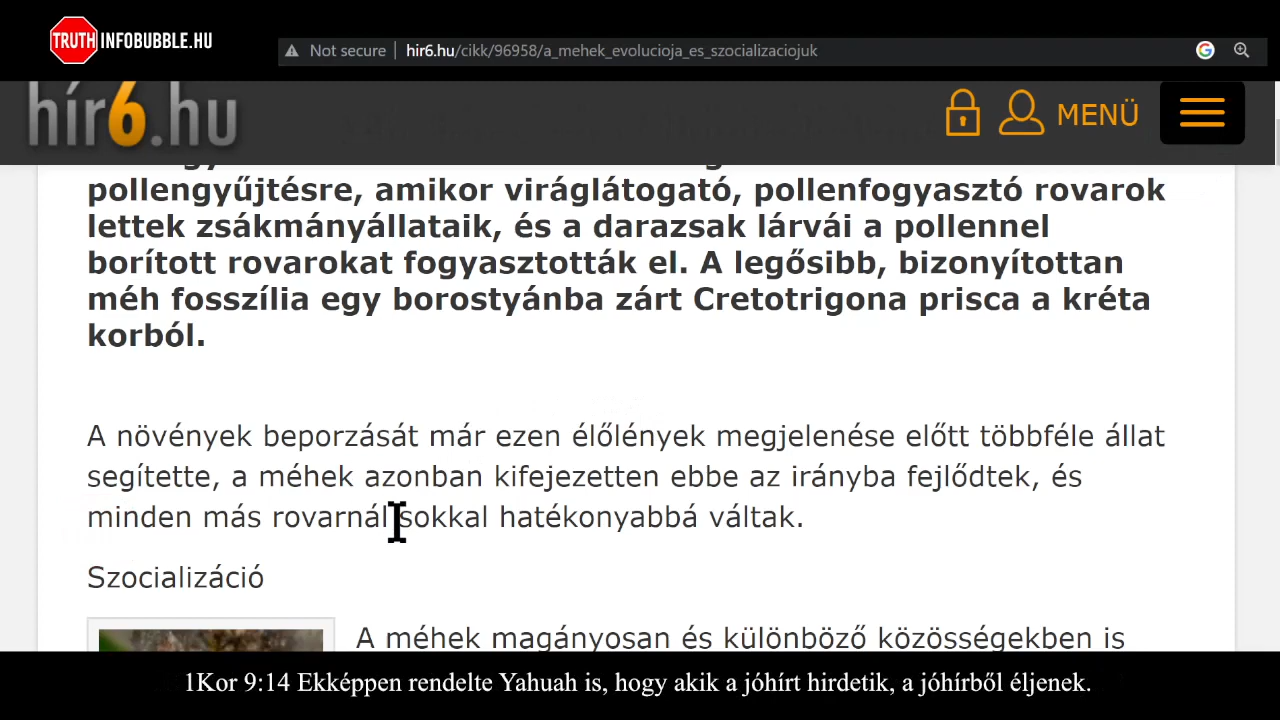 TRUTH INFOBUBBLE.HU
Not secure hir6.hu/cikk/96958/a_mehek_evolucioja_es_szocializaciojuk
hír6.hu
MENÜ
pollengyűjtésre, amikor viráglátogató, pollenfogyasztó rovarok
lettek zsákmányállataik, és a darazsak lárvái a pollennel
borított rovarokat fogyasztották el. A legősibb, bizonyítottan
méh fosszília egy borostyánba zárt Cretotrigona prisca a kréta
korból.
A növények beporzását már ezen élőlények megjelenése előtt többféle állat
segítette, a méhek azonban kifejezetten ebbe az irányba fejlődtek, és
minden más rovarnál sokkal hatékonyabbá váltak.
Szocializáció
A méhek magányosan és különböző közösségekben is
1Kor 9:14 Ekképpen rendelte Yahuah is, hogy akik a jóhírt hirdetik, a jóhírből éljenek.